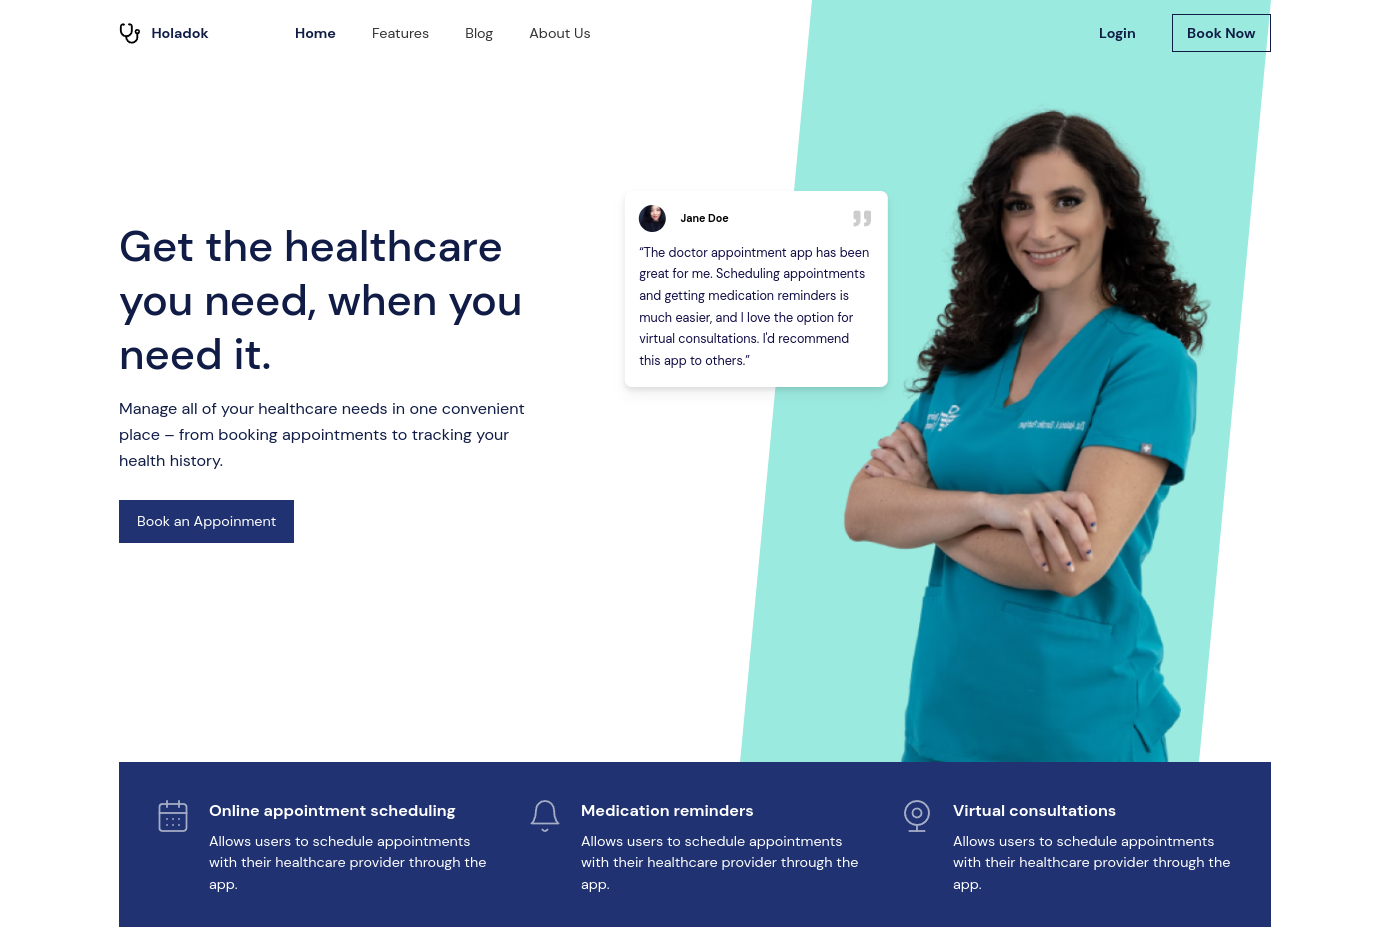 Holadok
Home
Features
Blog
About Us
Login
Book Now
Get the healthcare
you need, when you
need it.
Manage all of your healthcare needs in one convenient
place – from booking appointments to tracking your
health history.
Book an Appoinment
Jane Doe
“The doctor appointment app has been
great for me. Scheduling appointments
and getting medication reminders is
much easier, and I love the option for
virtual consultations. I'd recommend
this app to others.”
Online appointment scheduling
Allows users to schedule appointments
with their healthcare provider through the
app.
Medication reminders
Allows users to schedule appointments
with their healthcare provider through the
app.
Virtual consultations
Allows users to schedule appointments
with their healthcare provider through the
app.